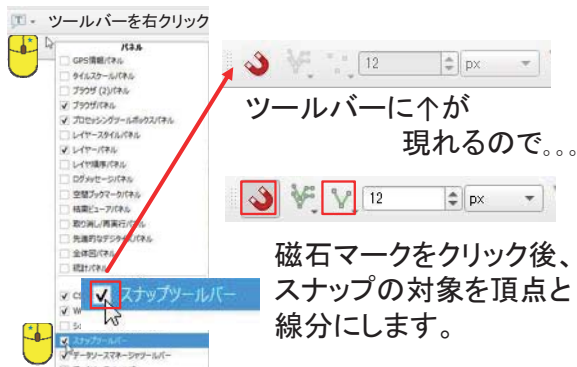 ツールバーを右クリック
パネル
GPS情報パネル
タイルスケールパネル
ブラウザ (2)パネル
ブラウザパネル
プロセッシングツールボックスパネル
レイヤースタイルパネル
レイヤーパネル
レイヤ順序パネル
ログメッセージパネル
空間ブックマークパネル
結果ビューアパネル
取り消し/再実行パネル
先進的なデジタイズパネル
全体図パネル
統計パネル
スナップツールバー
スナップツールバー
データソースマネージャツールバー
12
px
ツールバーに↑が
現れるので。。。
12
px
磁石マークをクリック後、
スナップの対象を頂点と
線分にします。